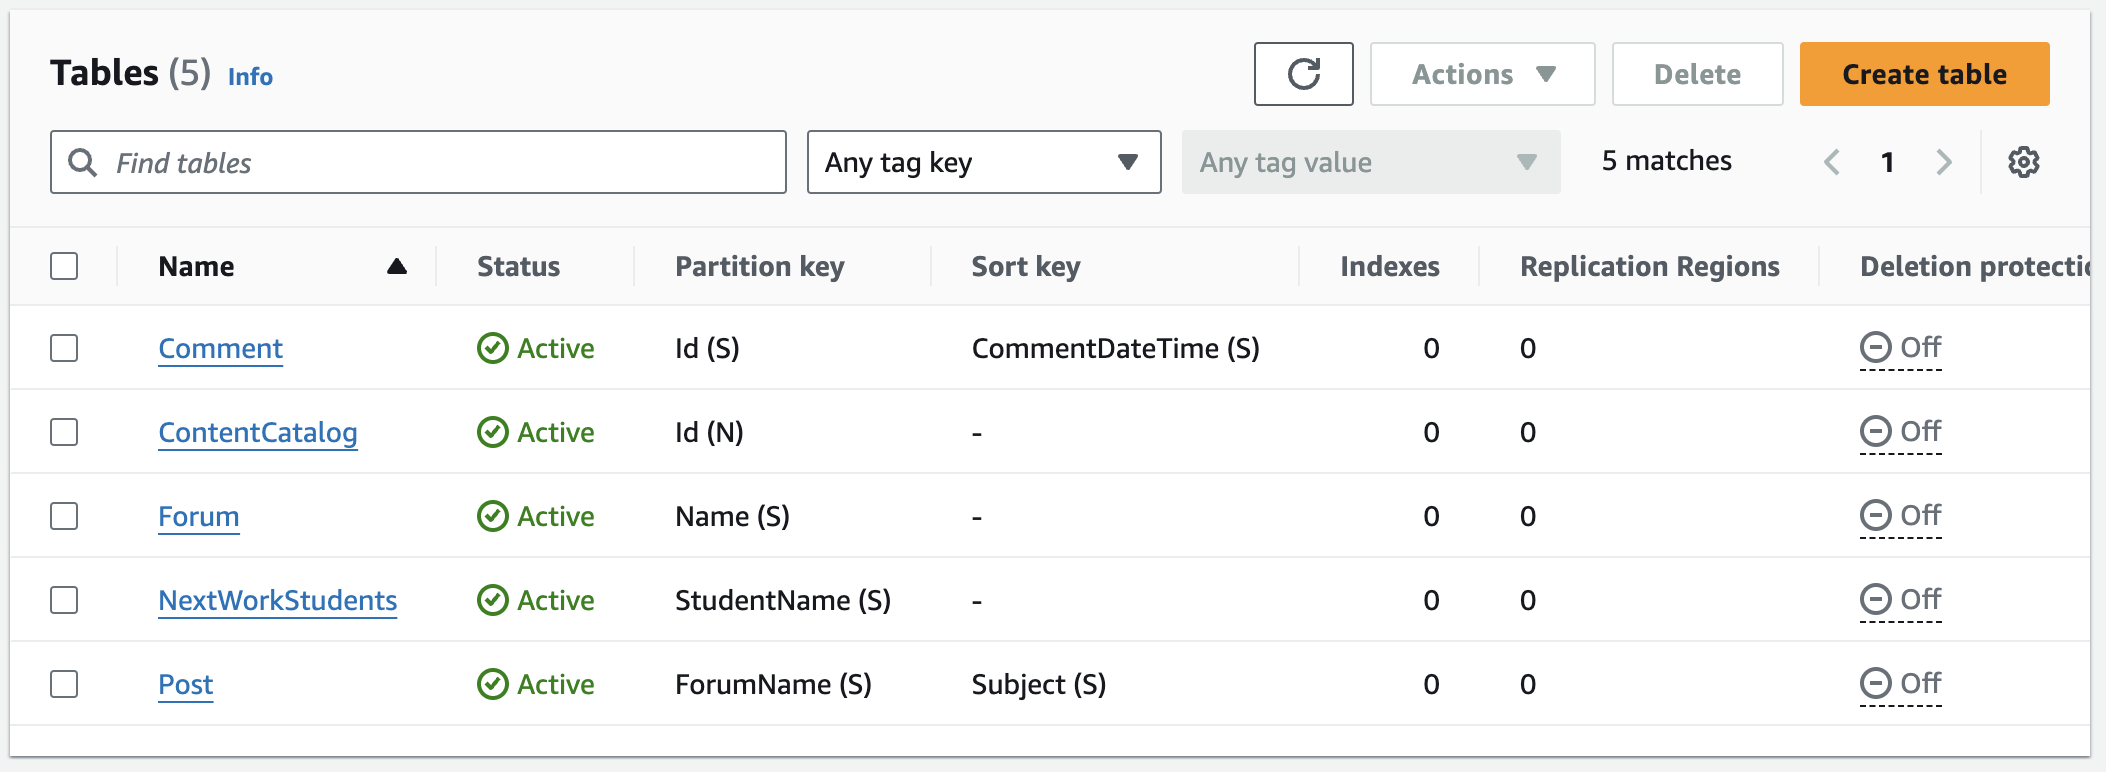 Tables (5) Info
Actions Delete Create table
Find tables Any tag key Any tag value 5 matches 1
Name Status Partition key Sort key Indexes Replication Regions Deletion protectio
Comment Active Id (S) CommentDateTime (S) 0 0 Off
ContentCatalog Active Id (N) - 0 0 Off
Forum Active Name (S) - 0 0 Off
NextWorkStudents Active StudentName (S) - 0 0 Off
Post Active ForumName (S) Subject (S) 0 0 Off